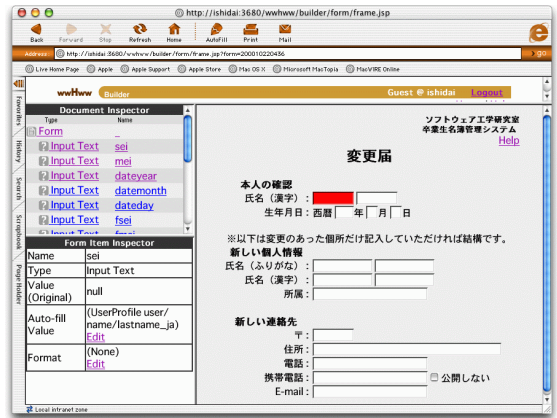 http://ishidai:3680/wwhww/builder/form/frame.jsp
Back Forward Stop Refresh Home AutoFill Print Mail
Address: http://ishidai:3680/wwhww/builder/form/frame.jsp?form=200010220436 go
Live Home Page Apple Apple Support Apple Store Mac OS X Microsoft MacTopia MacVIRE Online
Favorites
History
Search
Scrapbook
Page Holder
wwHww Builder Guest @ ishidai Logout
Document Inspector
Type Name
Form _
Input Text sei
Input Text mei
Input Text dateyear
Input Text datemonth
Input Text dateday
Input Text fsei
Input Text fmei
Form Item Inspector
Name sei
Type Input Text
Value (Original) null
Auto-fill Value (UserProfile user/
name/lastname_ja)
Edit
Format (None)
Edit
ソフトウェア工学研究室
卒業生名簿管理システム
Help
変更届
本人の確認
氏名（漢字）:
生年月日: 西暦 年 月 日
※以下は変更のあった個所だけ記入していただければ結構です。
新しい個人情報
氏名（ふりがな）:
氏名（漢字）:
所属:
新しい連絡先
〒:
住所:
電話:
携帯電話: 公開しない
E-mail:
Local intranet zone